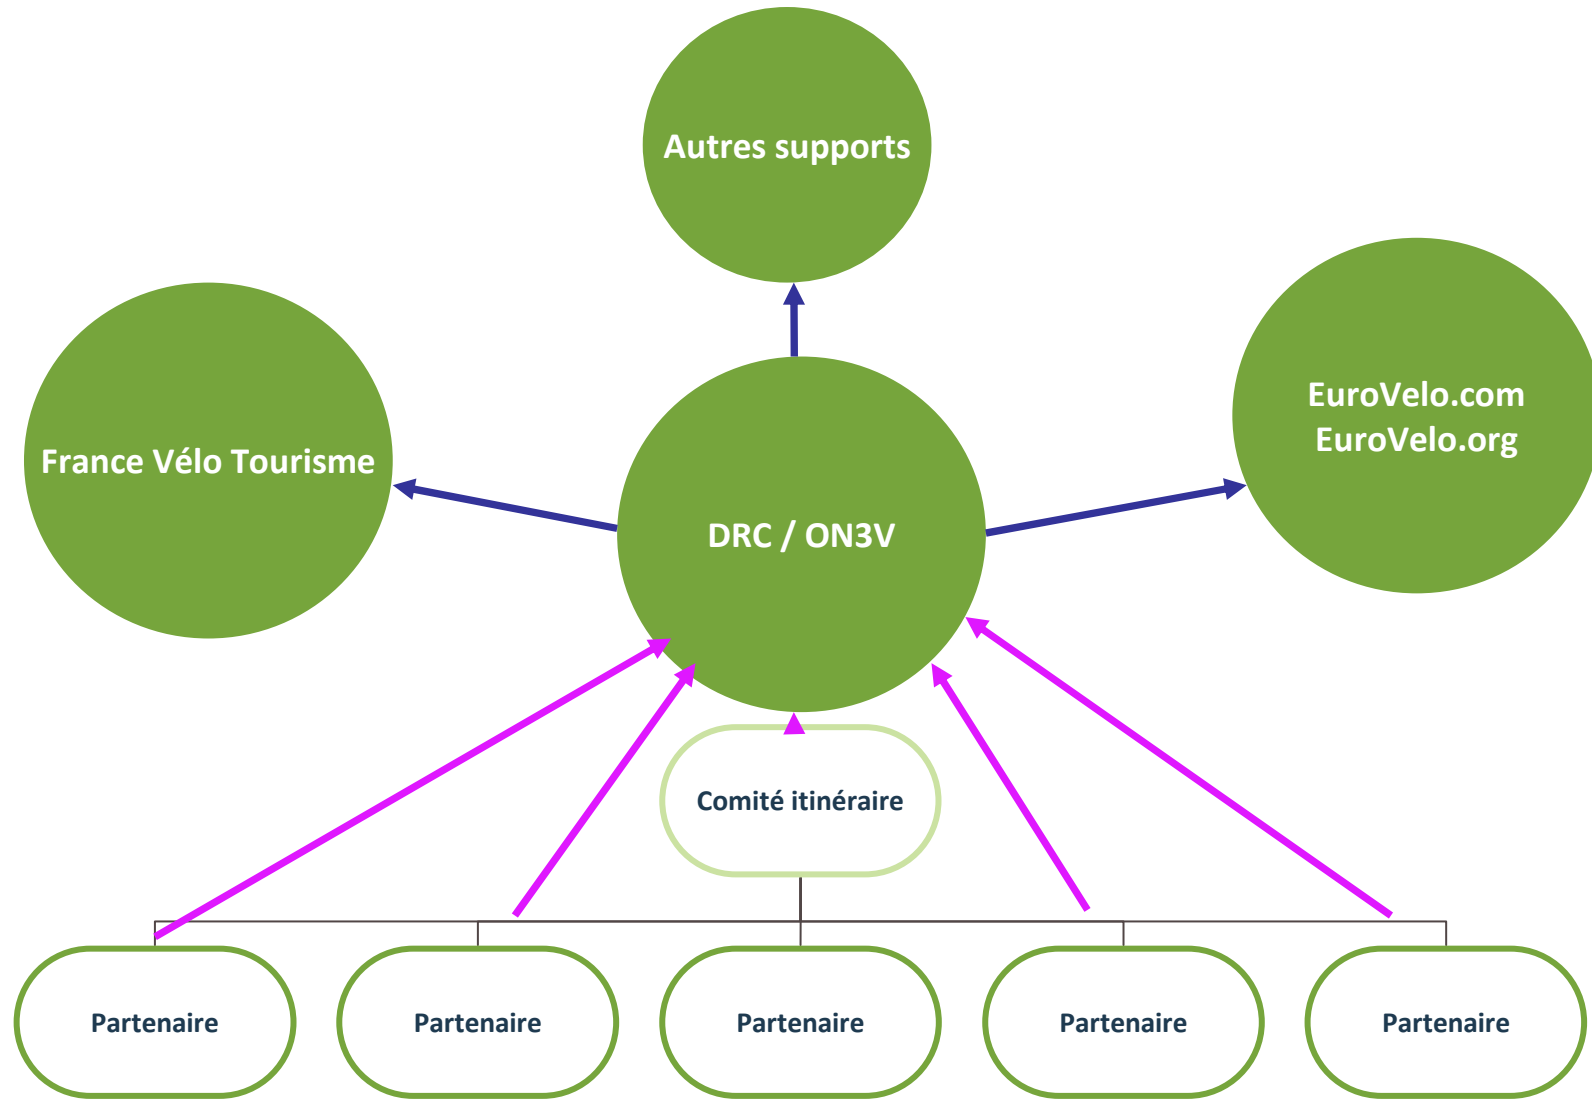 Autres supports
France Vélo Tourisme
EuroVelo.com
EuroVelo.org
DRC / ON3V
Comité itinéraire
Partenaire
Partenaire
Partenaire
Partenaire
Partenaire